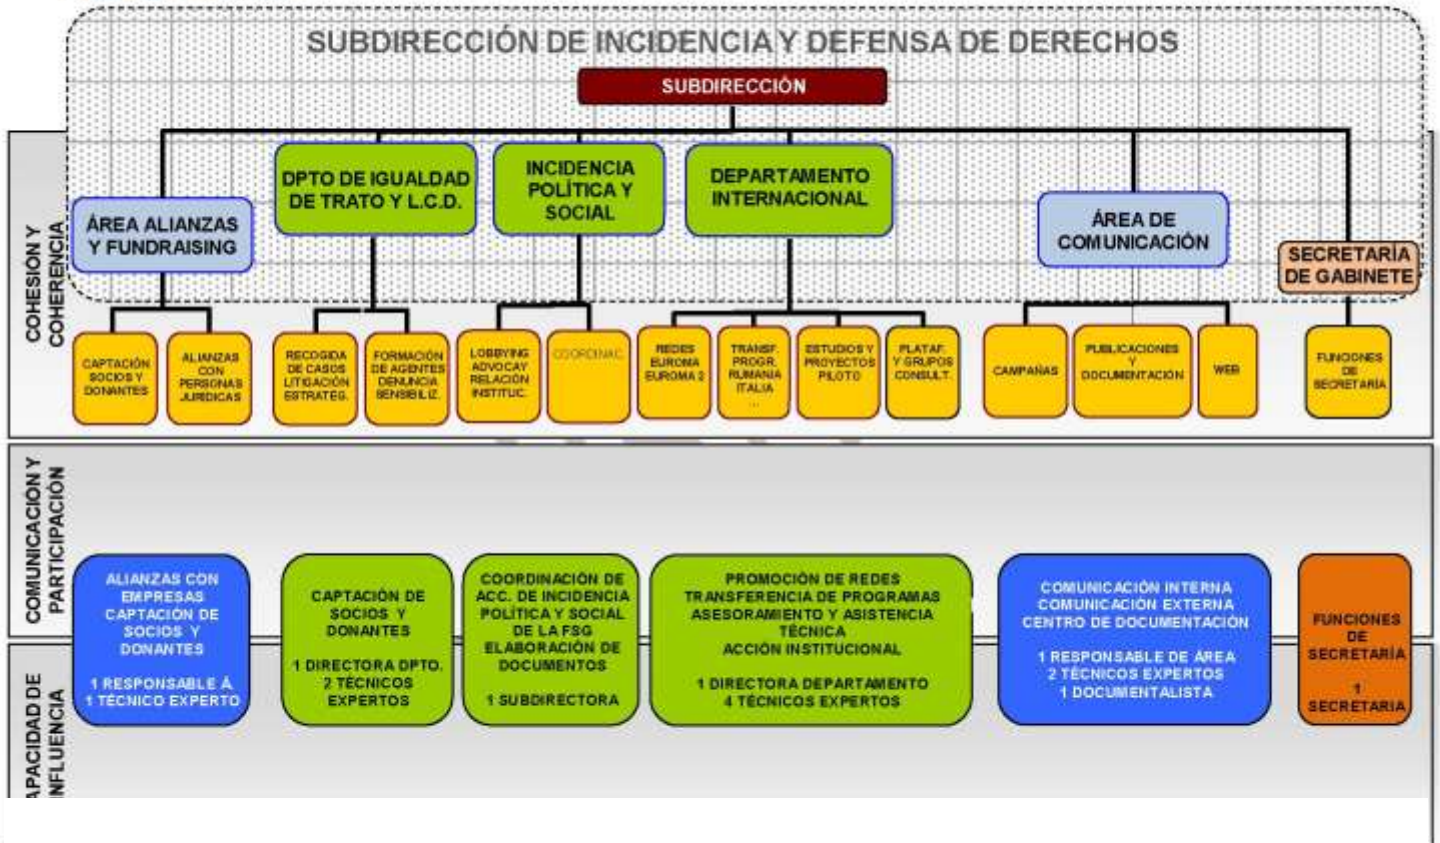 SUBDIRECCIÓN DE INCIDENCIA Y DEFENSA DE DERECHOS
SUBDIRECCIÓN
COHESIÓN Y
COHERENCIA
ÁREA ALIANZAS
Y FUNDRAISING
DPTO DE IGUALDAD
DE TRATO Y L.C.D.
INCIDENCIA
POLÍTICA Y
SOCIAL
DEPARTAMENTO
INTERNACIONAL
ÁREA DE
COMUNICACIÓN
SECRETARÍA
DE GABINETE
CAPTACIÓN
SOCIOS Y
DONANTES
ALIANZAS
CON
PERSONAS
JURÍDICAS
RECOGIDA
DE CASOS
LITIGACIÓN
ESTRATÉG.
FORMACIÓN
DE AGENTES
DENUNCIA
SENSIBILIZ.
LOBBYING
ADVOCAY
RELACIÓN
INSTITUC.
COORDINAC.
REDES
EUROMA
EUROMA 2
TRANSF.
PROGR.
RUMANIA
ITALIA
...
ESTUDIOS Y
PROYECTOS
PILOTO
PLATAF.
Y GRUPOS
CONSULT.
CAMPAÑAS
PUBLICACIONES
Y
DOCUMENTACIÓN
WEB
FUNCIONES
DE
SECRETARÍA
COMUNICACIÓN Y
PARTICIPACIÓN
ALIANZAS CON
EMPRESAS
CAPTACIÓN DE
SOCIOS Y
DONANTES
1 RESPONSABLE Á
1 TÉCNICO EXPERTO
CAPTACIÓN DE
SOCIOS Y
DONANTES
1 DIRECTORA DPTO.
2 TÉCNICOS
EXPERTOS
COORDINACIÓN DE
ACC. DE INCIDENCIA
POLÍTICA Y SOCIAL
DE LA FSG
ELABORACIÓN DE
DOCUMENTOS
1 SUBDIRECTORA
PROMOCIÓN DE REDES
TRANSFERENCIA DE PROGRAMAS
ASESORAMIENTO Y ASISTENCIA
TÉCNICA
ACCIÓN INSTITUCIONAL
1 DIRECTORA DEPARTAMENTO
4 TÉCNICOS EXPERTOS
COMUNICACIÓN INTERNA
COMUNICACIÓN EXTERNA
CENTRO DE DOCUMENTACIÓN
1 RESPONSABLE DE ÁREA
2 TÉCNICOS EXPERTOS
1 DOCUMENTALISTA
FUNCIONES
DE
SECRETARÍA
1
SECRETARIA
APACIDAD DE
INFLUENCIA